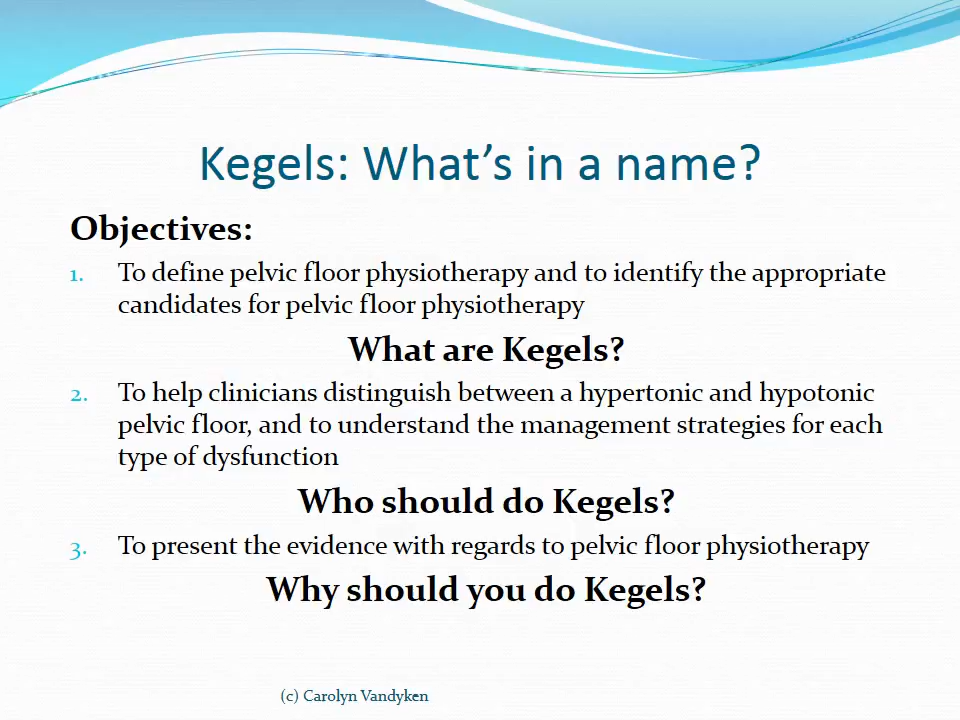 Kegels: What's in a name?
Objectives:
1. To define pelvic floor physiotherapy and to identify the appropriate
candidates for pelvic floor physiotherapy
What are Kegels?
2. To help clinicians distinguish between a hypertonic and hypotonic
pelvic floor, and to understand the management strategies for each
type of dysfunction
Who should do Kegels?
3. To present the evidence with regards to pelvic floor physiotherapy
Why should you do Kegels?
(c) Carolyn Vandyken